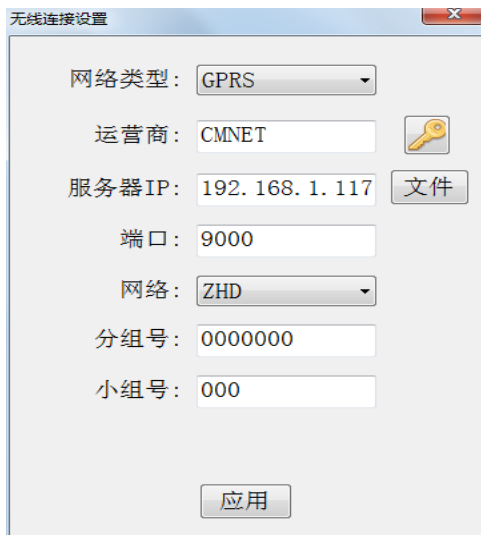 无线连接设置
网络类型: GPRS
运营商: CMNET
服务器IP: 192.168.1.117 文件
端口: 9000
网络: ZHD
分组号: 0000000
小组号: 000
应用